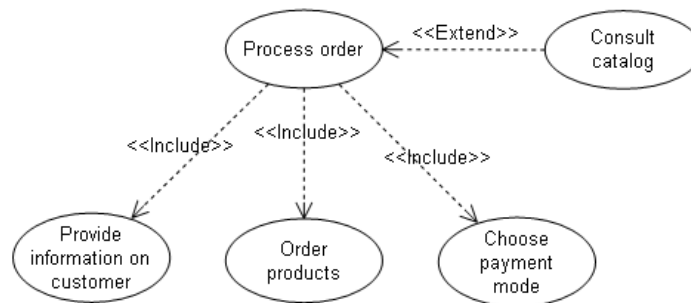 Process order
<<Extend>>
Consult
catalog
<<Include>>
<<Include>>
<<Include>>
Provide
information on
customer
Order
products
Choose
payment
mode